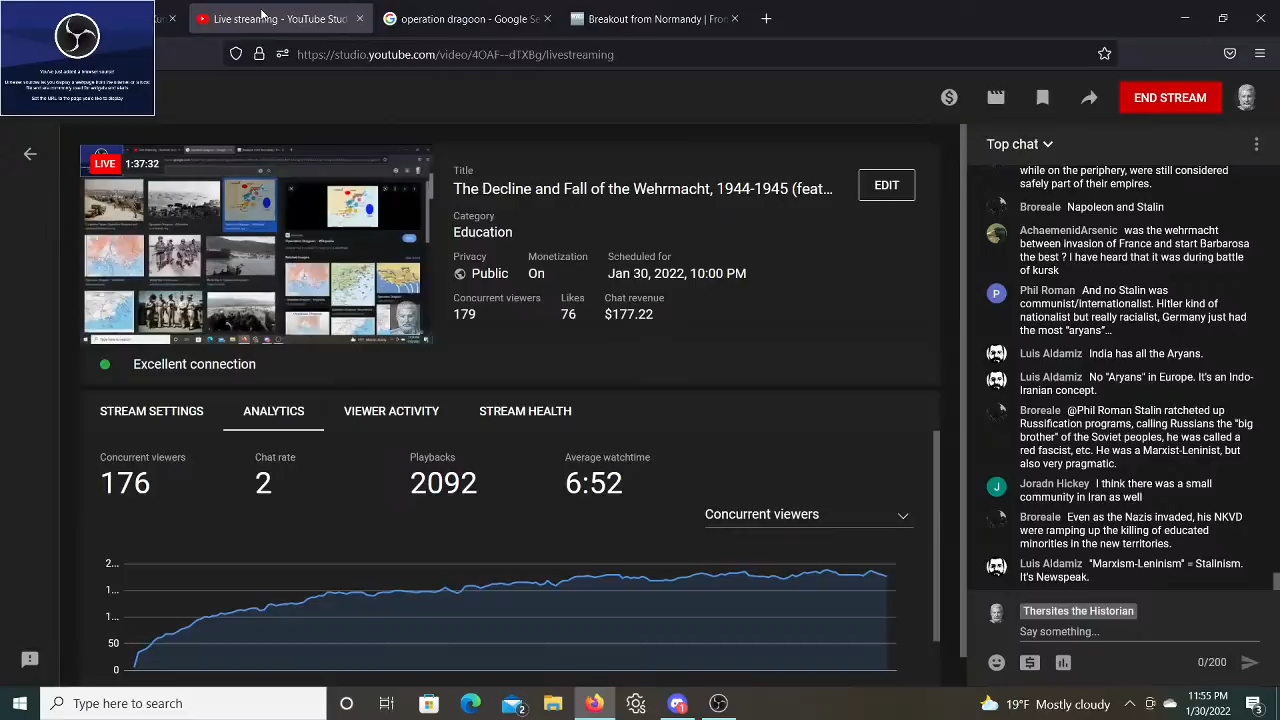 Live streaming - YouTube Stud
operation dragoon - Google Se
Breakout from Normandy | Fron
You've just added a browser source!
https://studio.youtube.com/video/4OAF--dTXBg/livestreaming
END STREAM
LIVE
1:37:32
Title
The Decline and Fall of the Wehrmacht, 1944-1945 (feat...
EDIT
Category
Education
Privacy
Monetization
Scheduled for
Public
On
Jan 30, 2022, 10:00 PM
Concurrent viewers
Likes
Chat revenue
179
76
$177.22
Excellent connection
STREAM SETTINGS
ANALYTICS
VIEWER ACTIVITY
STREAM HEALTH
Concurrent viewers
Chat rate
Playbacks
Average watchtime
176
2
2092
6:52
Concurrent viewers
2...
1...
1...
50
0
Top chat
while on the periphery, were still considered
safely part of their empires.
Broreale Napoleon and Stalin
AchaemenidArsenic was the wehrmacht
between invasion of France and start barbarosa
the best ? I have heard that it was during battle
of kursk
P
Phil Roman And no Stalin was
communist/internationalist. Hitler kind of
nationalist but really racialist, Germany just had
the most "aryans"...
Luis Aldamiz India has all the Aryans.
Luis Aldamiz No "Aryans" in Europe. It's an Indo-
Iranian concept.
Broreale @Phil Roman Stalin ratcheted up
Russification programs, calling Russians the "big
brother" of the Soviet peoples, he was called a
red fascist, etc. He was a Marxist-Leninist, but
also very pragmatic.
J
Joradn Hickey I think there was a small
community in Iran as well
Broreale Even as the Nazis invaded, his NKVD
were ramping up the killing of educated
minorities in the new territories.
Luis Aldamiz "Marxism-Leninism" = Stalinism.
It's Newspeak.
Thersites the Historian
Say something...
0/200
Type here to search
19°F Mostly cloudy
11:55 PM
1/30/2022